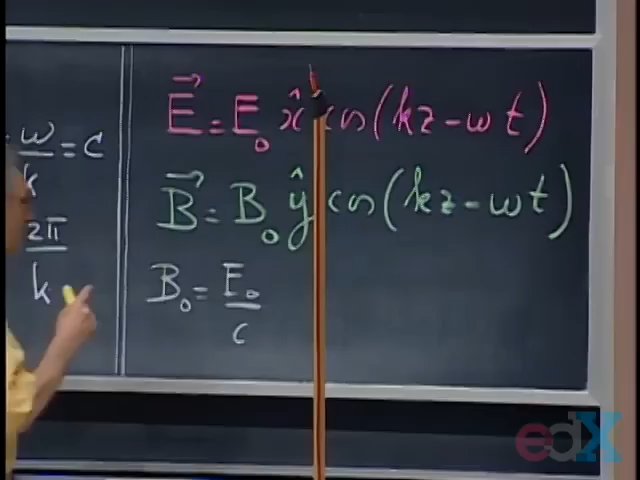 ω/k = c
2π/k
E⃗ = E₀ x̂ cos(kz - ωt)
B⃗ = B₀ ŷ cos(kz - ωt)
B₀ = E₀/c
edX